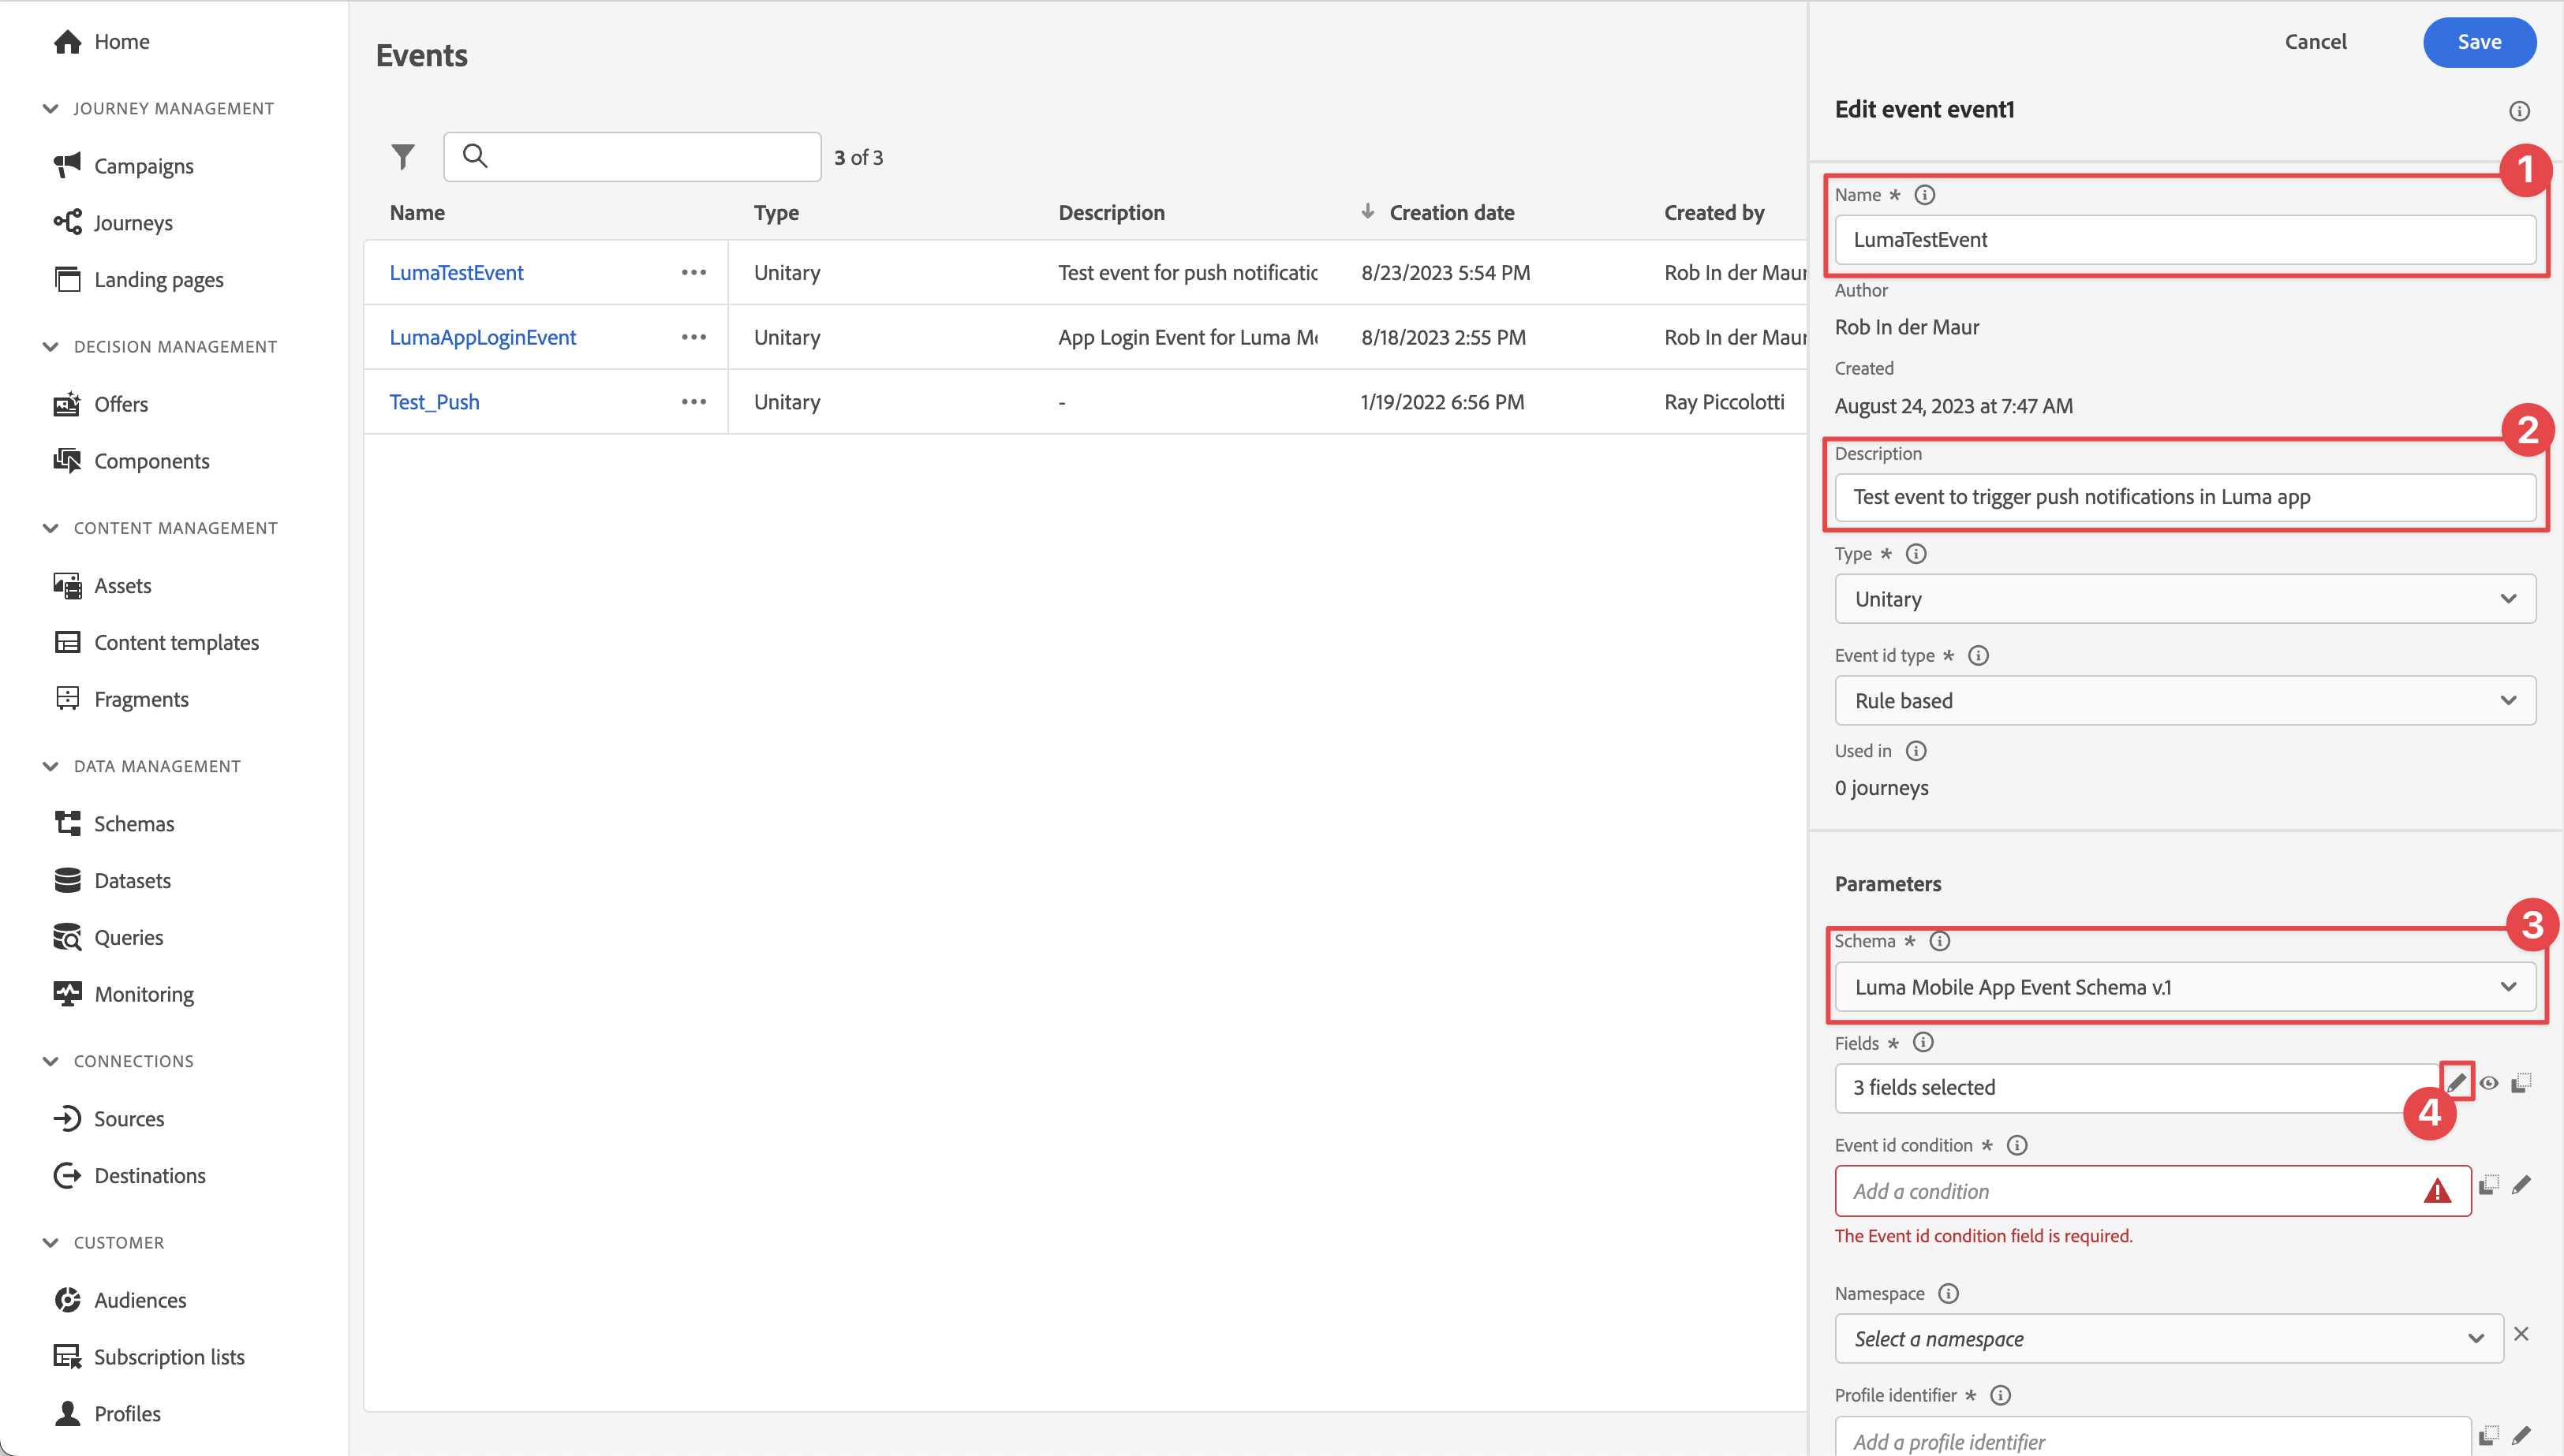 Home
JOURNEY MANAGEMENT
Campaigns
Journeys
Landing pages
DECISION MANAGEMENT
Offers
Components
CONTENT MANAGEMENT
Assets
Content templates
Fragments
DATA MANAGEMENT
Schemas
Datasets
Queries
Monitoring
CONNECTIONS
Sources
Destinations
CUSTOMER
Audiences
Subscription lists
Profiles
Events
3 of 3
Name Type Description Creation date Created by
LumaTestEvent ••• Unitary Test event for push notificatic 8/23/2023 5:54 PM Rob In der Maur
LumaAppLoginEvent ••• Unitary App Login Event for Luma Mo 8/18/2023 2:55 PM Rob In der Maur
Test_Push ••• Unitary - 1/19/2022 6:56 PM Ray Piccolotti
Cancel Save
Edit event event1
1
Name *
LumaTestEvent
Author
Rob In der Maur
Created
August 24, 2023 at 7:47 AM
2
Description
Test event to trigger push notifications in Luma app
Type *
Unitary
Event id type *
Rule based
Used in
0 journeys
Parameters
3
Schema *
Luma Mobile App Event Schema v.1
Fields *
3 fields selected
4
Event id condition *
Add a condition
The Event id condition field is required.
Namespace
Select a namespace
Profile identifier *
Add a profile identifier